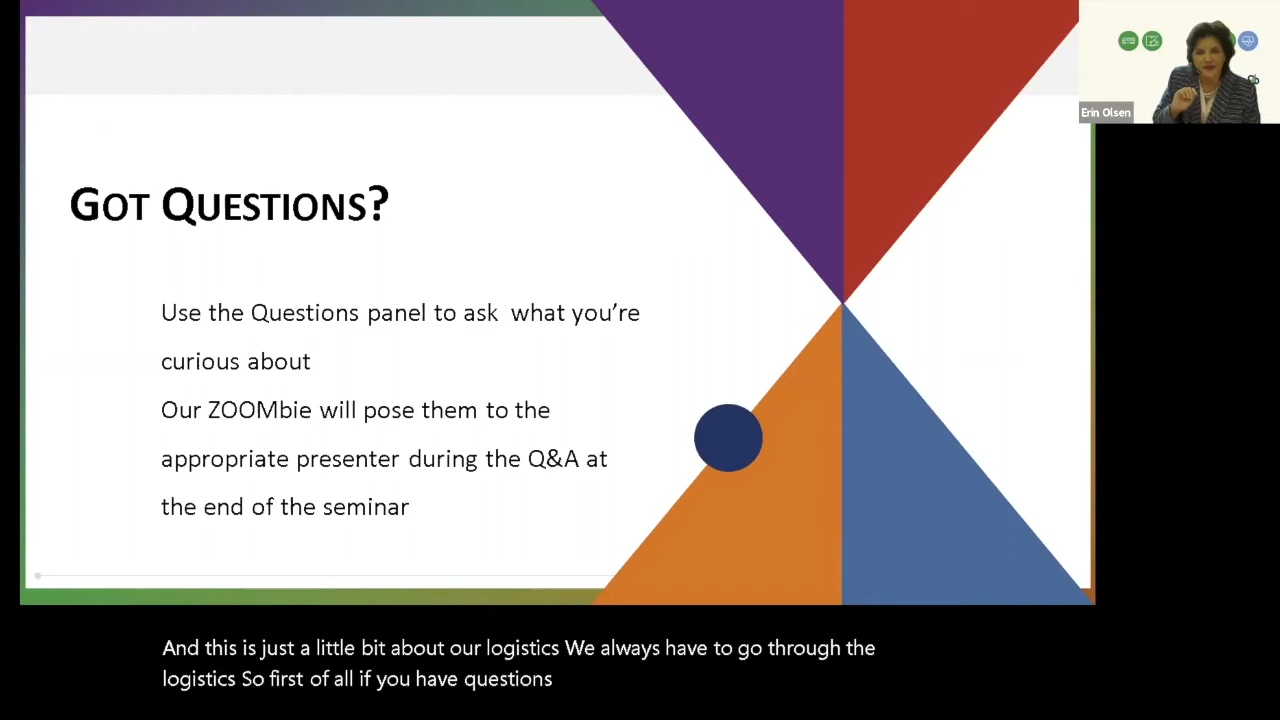 GOT QUESTIONS?
Use the Questions panel to ask what you're
curious about
Our ZOOMbie will pose them to the
appropriate presenter during the Q&A at
the end of the seminar
Erin Olsen
And this is just a little bit about our logistics We always have to go through the
logistics So first of all if you have questions